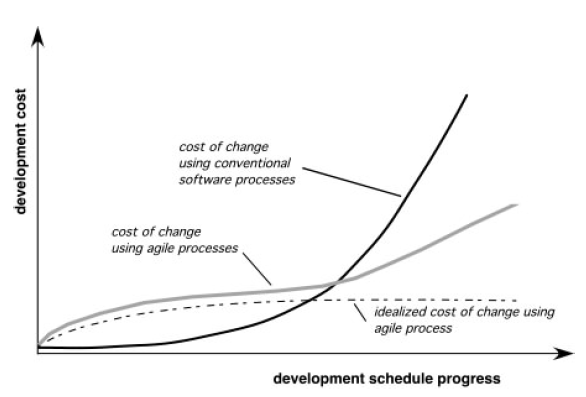 development cost
cost of change
using conventional
software processes
cost of change
using agile processes
idealized cost of change using
agile process
development schedule progress